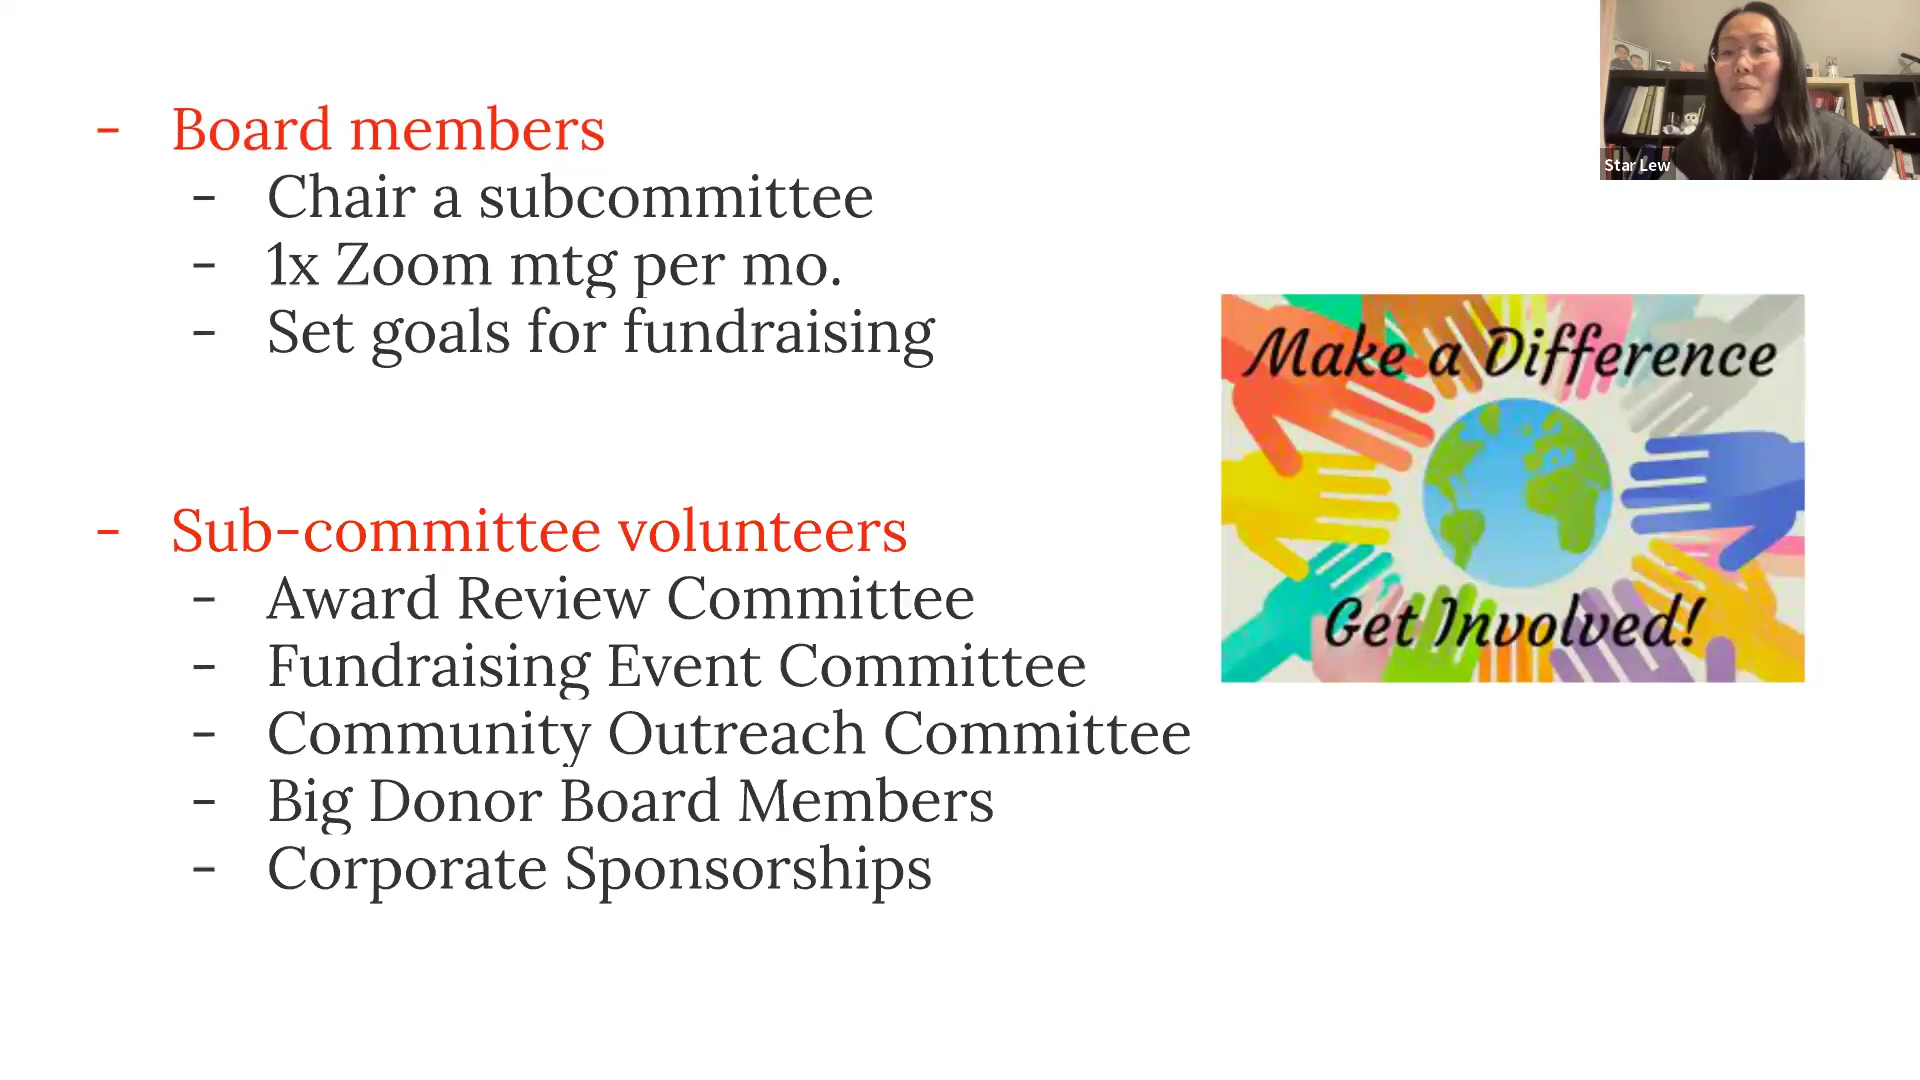 - Board members
- Chair a subcommittee
- 1x Zoom mtg per mo.
- Set goals for fundraising
- Sub-committee volunteers
- Award Review Committee
- Fundraising Event Committee
- Community Outreach Committee
- Big Donor Board Members
- Corporate Sponsorships
Make a Difference
Get Involved!
Star Lew